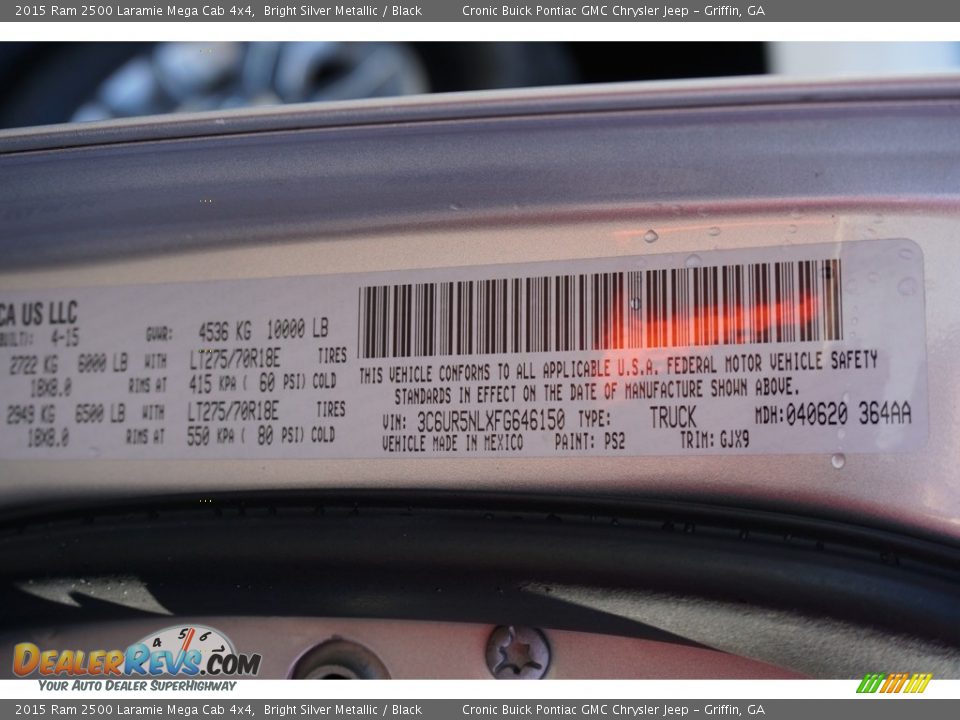 2015 Ram 2500 Laramie Mega Cab 4x4, Bright Silver Metallic / Black Cronic Buick Pontiac GMC Chrysler Jeep - Griffin, GA
CA US LLC
BUILT): 4-15 GVWR: 4536 KG 10000 LB
2722 KG 6000 LB WITH LT275/70R18E TIRES
18X8.0 RIMS AT 415 KPA ( 60 PSI) COLD
2949 KG 6500 LB WITH LT275/70R18E TIRES
18X8.0 RIMS AT 550 KPA ( 80 PSI) COLD
THIS VEHICLE CONFORMS TO ALL APPLICABLE U.S.A. FEDERAL MOTOR VEHICLE SAFETY
STANDARDS IN EFFECT ON THE DATE OF MANUFACTURE SHOWN ABOVE.
VIN: 3C6UR5NLXFG646150 TYPE: TRUCK MDH: 040620 364AA
VEHICLE MADE IN MEXICO PAINT: PS2 TRIM: GJX9
4 5 6
DEALERREVS.COM
YOUR AUTO DEALER SUPERHIGHWAY
2015 Ram 2500 Laramie Mega Cab 4x4, Bright Silver Metallic / Black Cronic Buick Pontiac GMC Chrysler Jeep - Griffin, GA